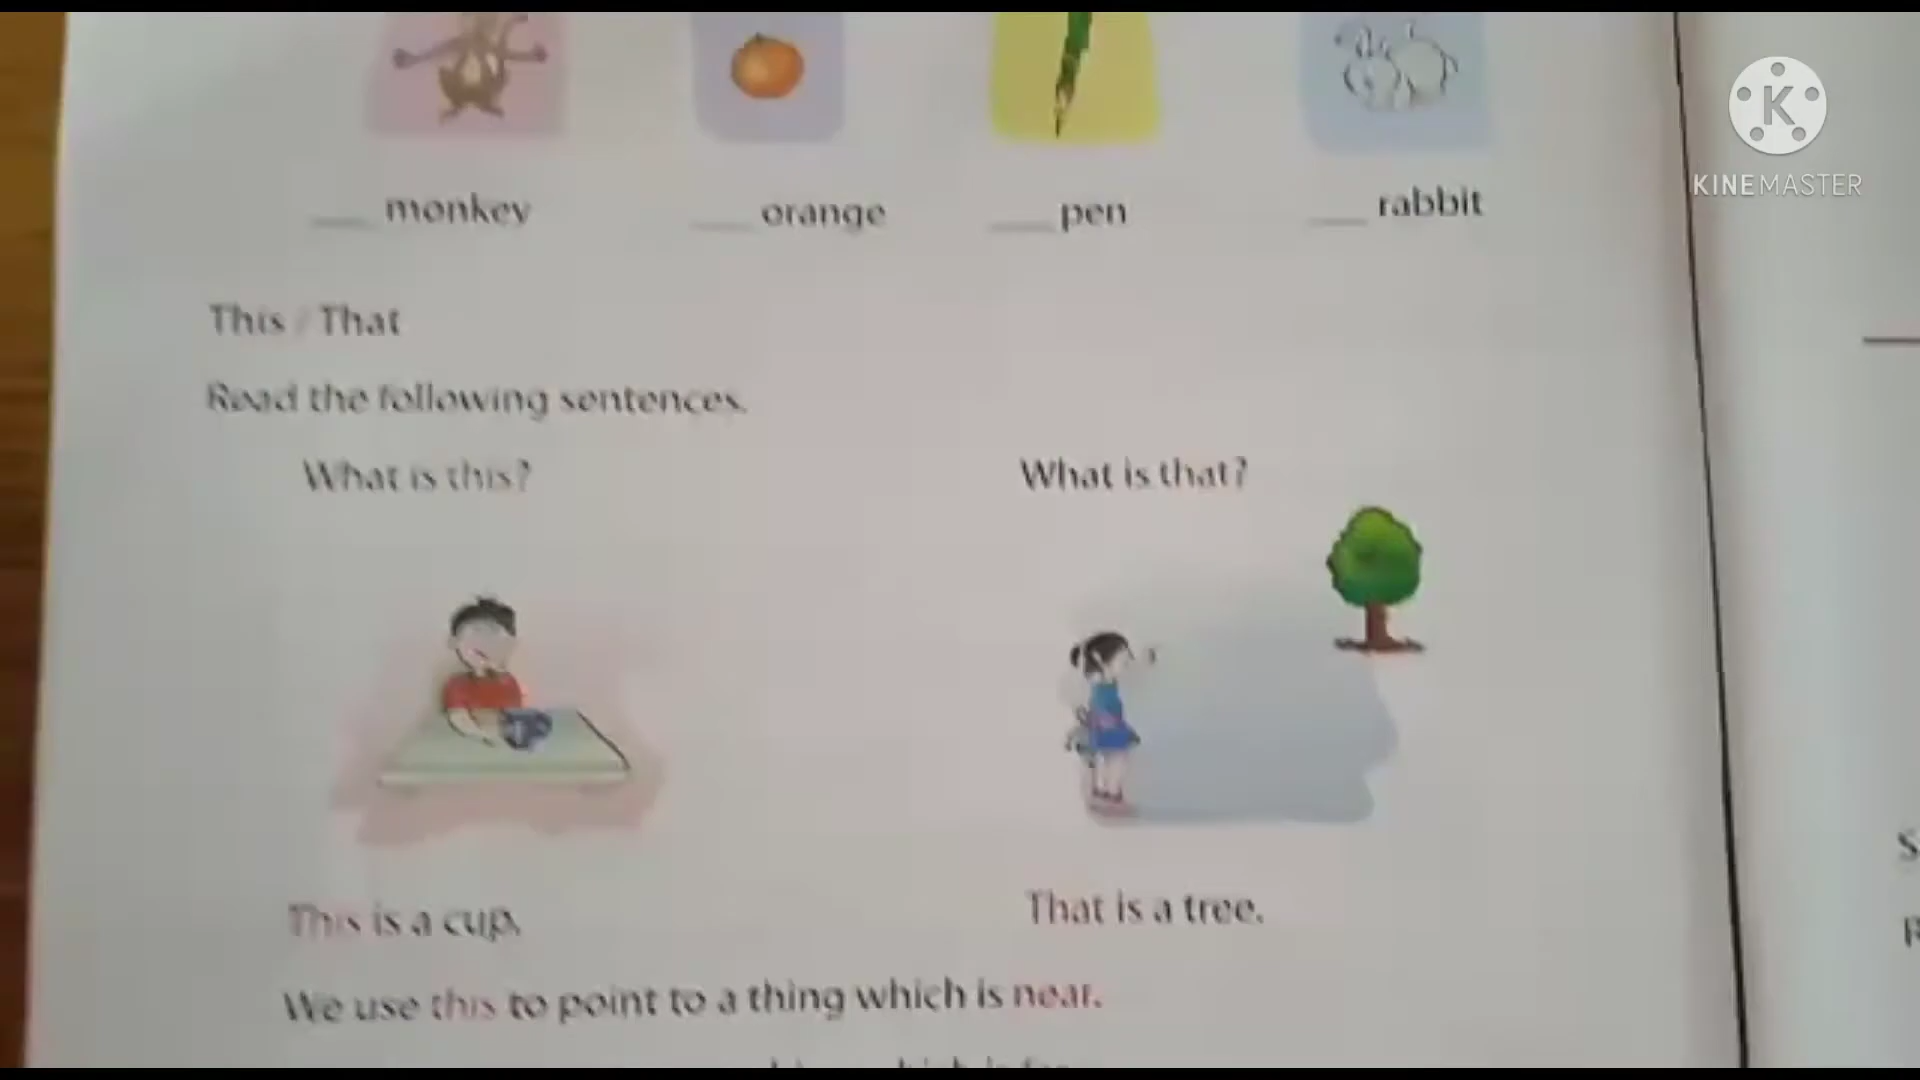 ___ monkey ___ orange ___ pen ___ rabbit
This / That
Read the following sentences.
What is this? What is that?
This is a cup. That is a tree.
We use this to point to a thing which is near.
KINEMASTER